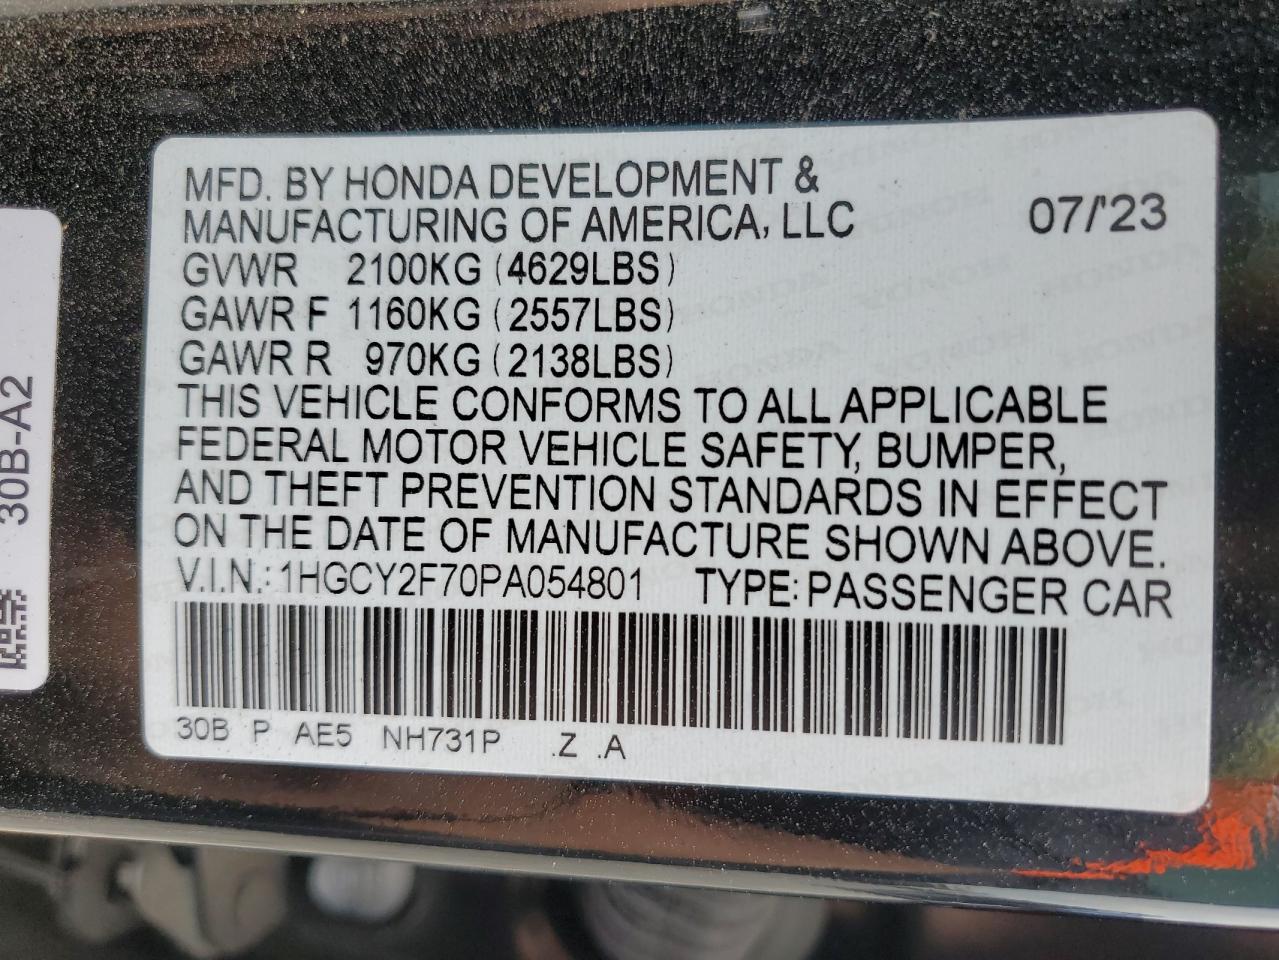 MFD. BY HONDA DEVELOPMENT &
MANUFACTURING OF AMERICA, LLC 07/'23
GVWR 2100KG (4629LBS)
GAWR F 1160KG (2557LBS)
GAWR R 970KG (2138LBS)
THIS VEHICLE CONFORMS TO ALL APPLICABLE
FEDERAL MOTOR VEHICLE SAFETY, BUMPER,
AND THEFT PREVENTION STANDARDS IN EFFECT
ON THE DATE OF MANUFACTURE SHOWN ABOVE.
V.I.N.: 1HGCY2F70PA054801 TYPE: PASSENGER CAR
30B P AE5 NH731P .Z .A
30B-A2